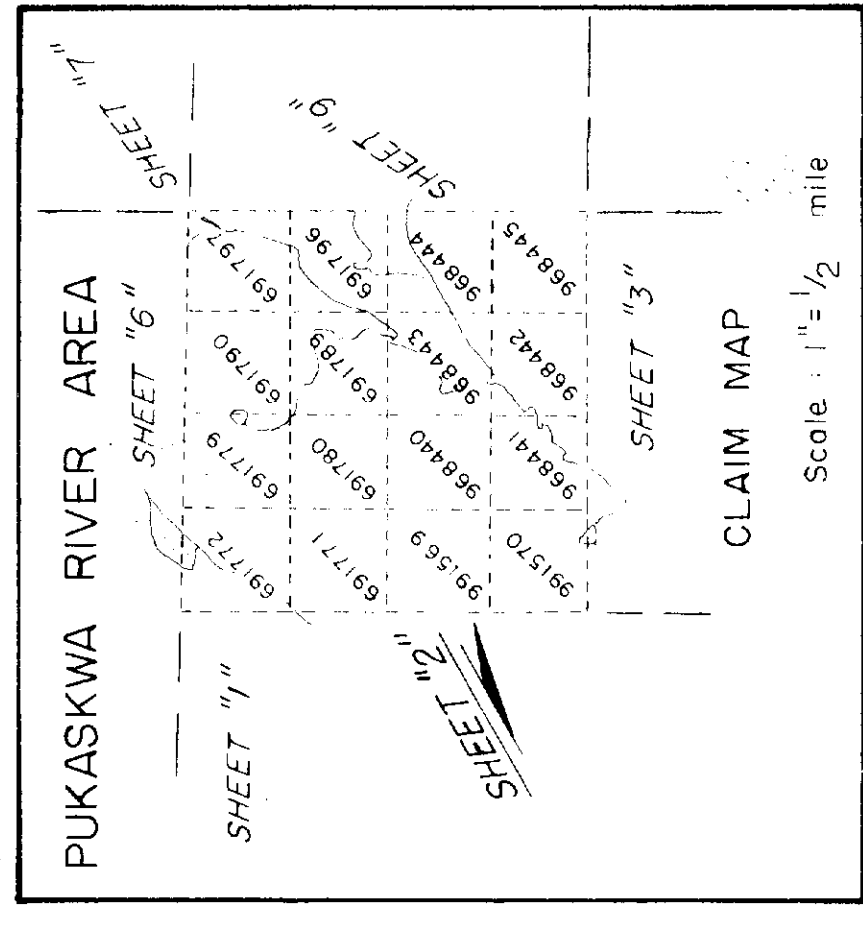 PUKASKWA RIVER AREA
SHEET "7"
SHEET "6"
SHEET "1"
691772 691779 691790 691797
691771 691780 691789 691796
SHEET "9"
991569 968440 968443 968444
SHEET "2"
991570 968441 968442 968445
SHEET "3"
CLAIM MAP
Scale : 1" = 1/2 mile